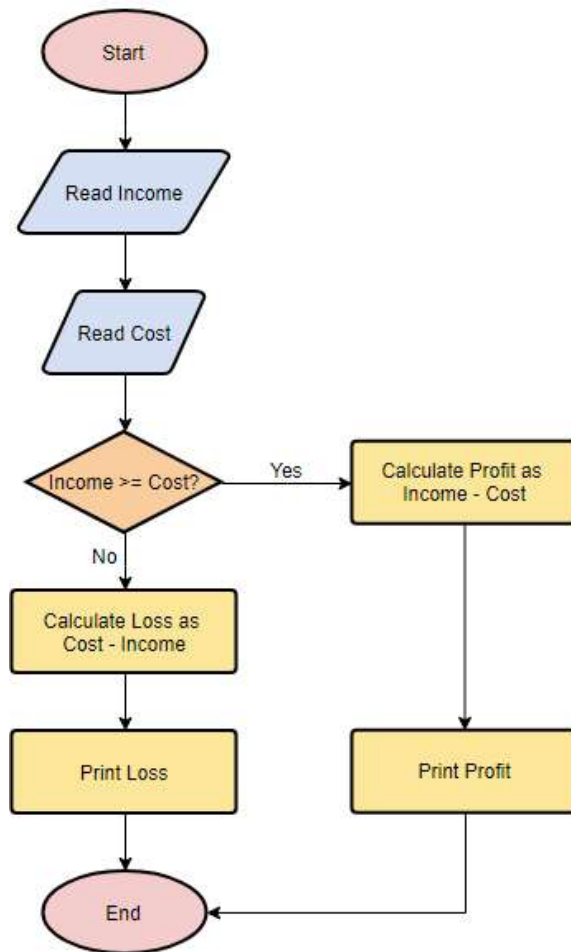 Start
Read Income
Read Cost
Income >= Cost?
Yes
Calculate Profit as
Income - Cost
No
Calculate Loss as
Cost - Income
Print Loss
Print Profit
End